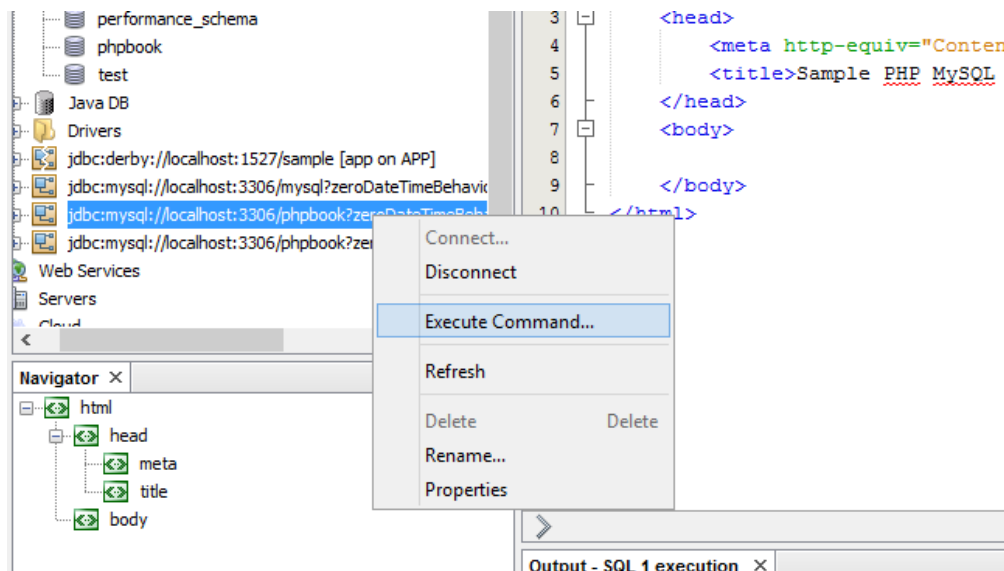 performance_schema
phpbook
test
Java DB
Drivers
jdbc:derby://localhost:1527/sample [app on APP]
jdbc:mysql://localhost:3306/mysql?zeroDateTimeBehavic
jdbc:mysql://localhost:3306/phpbook?zeroDateTimeBeha
jdbc:mysql://localhost:3306/phpbook?zer
Web Services
Servers
Cloud
Navigator
html
head
meta
title
body
3 <head>
4 <meta http-equiv="Conten
5 <title>Sample PHP MySQL
6 </head>
7 <body>
8
9 </body>
10 </html>
Connect...
Disconnect
Execute Command...
Refresh
Delete Delete
Rename...
Properties
Output - SQL 1 execution